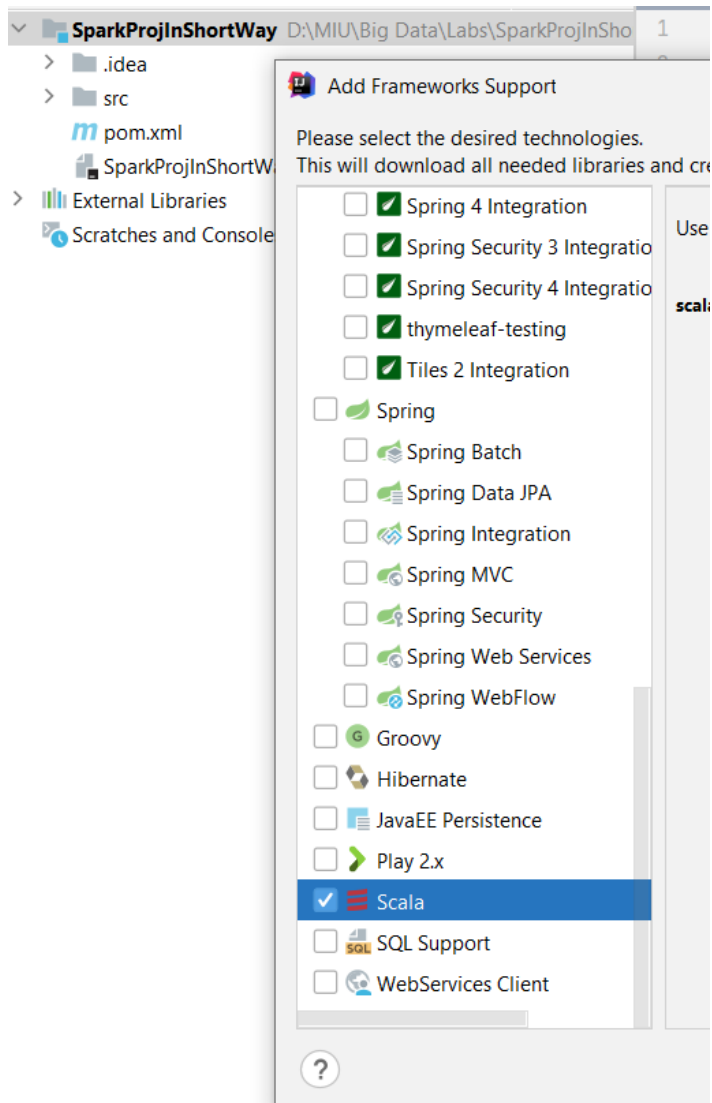 SparkProjInShortWay D:\MIU\Big Data\Labs\SparkProjInSho
1
.idea
src
pom.xml
SparkProjInShortW
External Libraries
Scratches and Console
Add Frameworks Support
Please select the desired technologies.
This will download all needed libraries and cre
Spring 4 Integration
Spring Security 3 Integratio
Spring Security 4 Integratio
thymeleaf-testing
Tiles 2 Integration
Spring
Spring Batch
Spring Data JPA
Spring Integration
Spring MVC
Spring Security
Spring Web Services
Spring WebFlow
Groovy
Hibernate
JavaEE Persistence
Play 2.x
Scala
SQL Support
WebServices Client
Use
scala
?